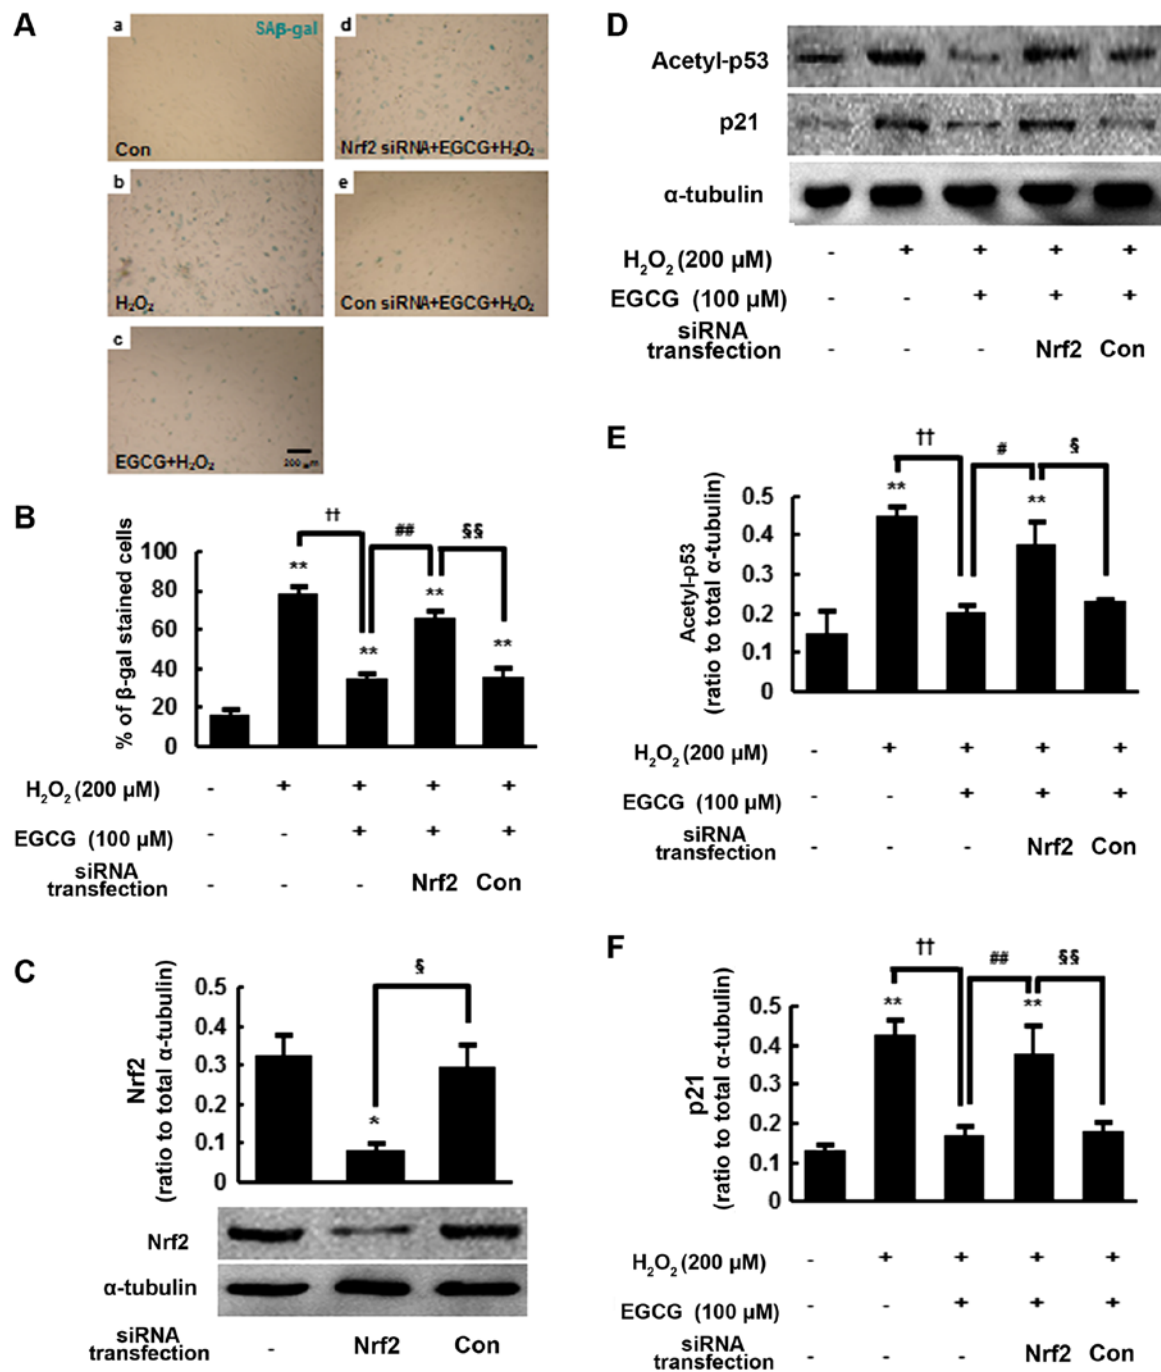 A
a
SAβ-gal
Con
b
H₂O₂
c
EGCG+H₂O₂
200 μm
d
Nrf2 siRNA+EGCG+H₂O₂
e
Con siRNA+EGCG+H₂O₂
B
†† ## §§
% of β-gal stained cells
100
80
60
40
20
0
** ** ** **
H₂O₂ (200 μM) - + + + +
EGCG (100 μM) - - + + +
siRNA
transfection - - - Nrf2 Con
C
§
Nrf2
(ratio to total α-tubulin)
0.4
0.3
0.3
0.1
0
*
Nrf2
α-tubulin
siRNA
transfection - Nrf2 Con
D
Acetyl-p53
p21
α-tubulin
H₂O₂ (200 μM) - + + + +
EGCG (100 μM) - - + + +
siRNA
transfection - - - Nrf2 Con
E
†† # §
Acetyl-p53
(ratio to total α-tubulin)
0.5
0.4
0.3
0.2
0.1
0
** **
H₂O₂ (200 μM) - + + + +
EGCG (100 μM) - - + + +
siRNA
transfection - - - Nrf2 Con
F
†† ## §§
p21
(ratio to total α-tubulin)
0.5
0.4
0.3
0.2
0.1
0
** **
H₂O₂ (200 μM) - + + + +
EGCG (100 μM) - - + + +
siRNA
transfection - - - Nrf2 Con